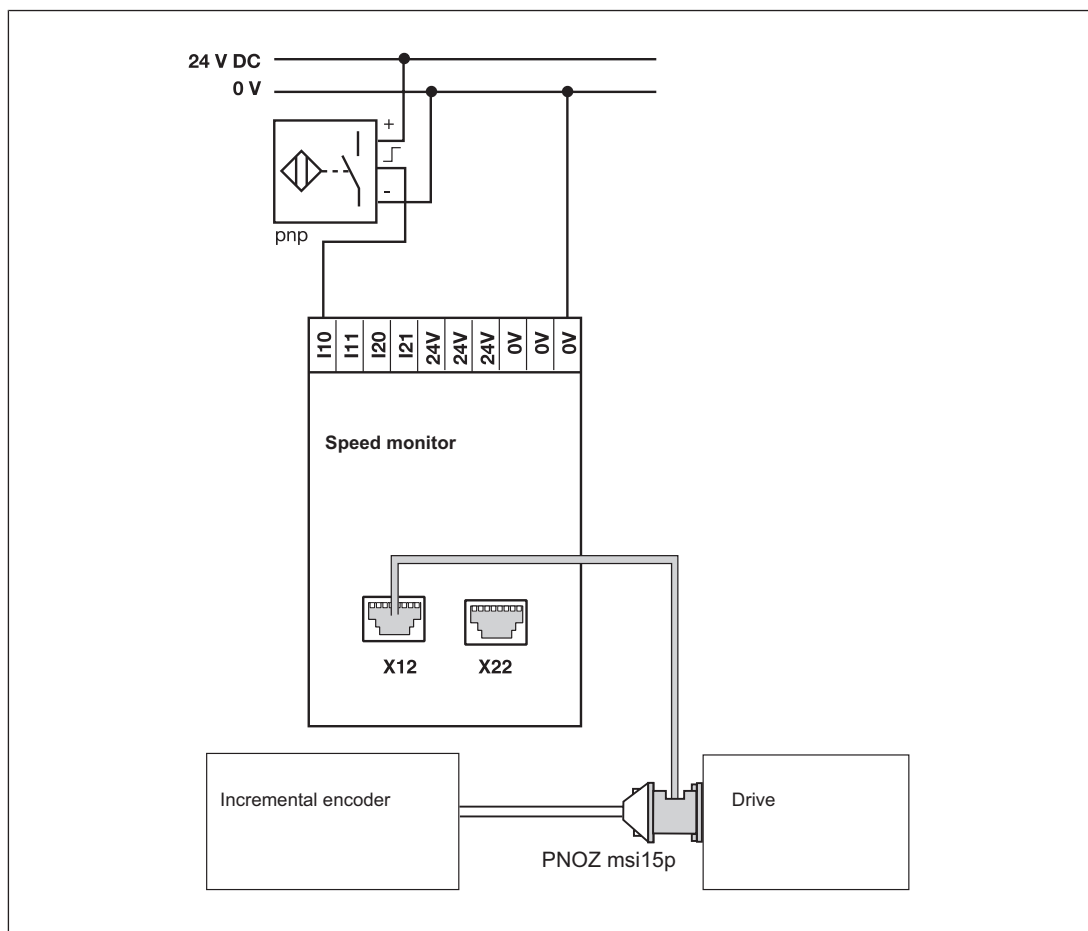 24 V DC
0 V
+
-
pnp
I10 I11 I20 I21 24V 24V 24V 0V 0V 0V
Speed monitor
X12 X22
Incremental encoder
Drive
PNOZ msi15p